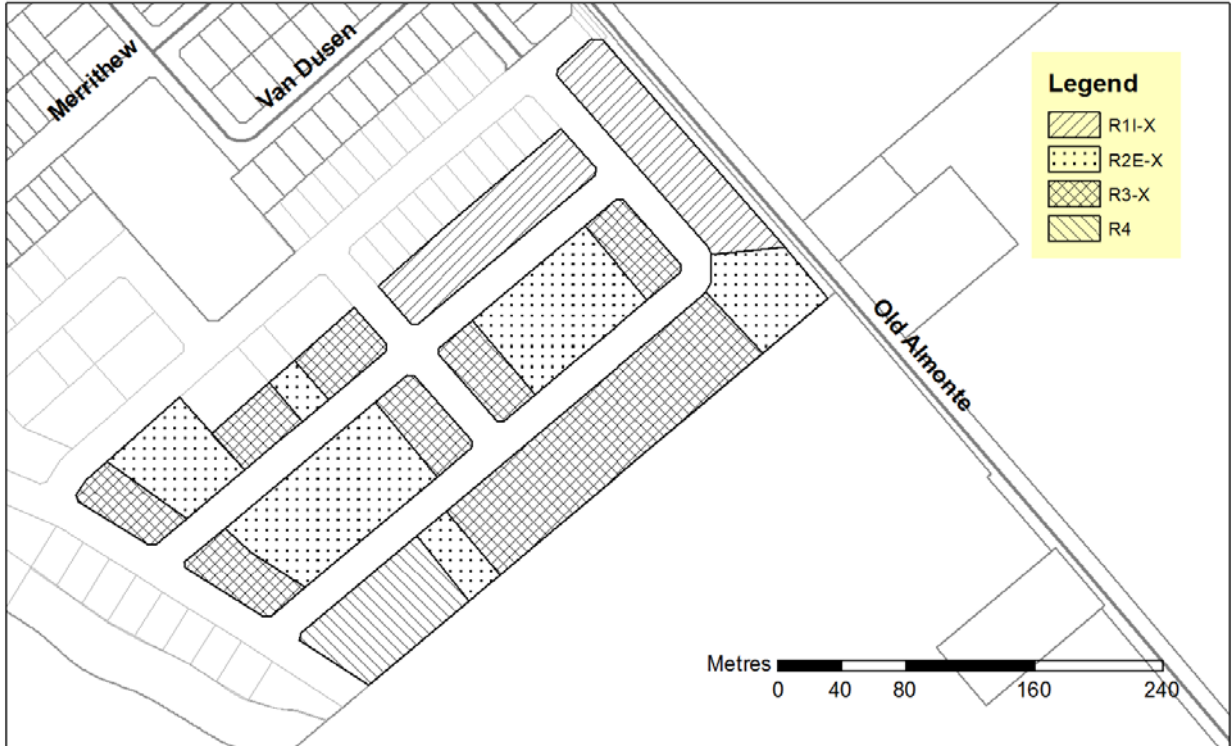 Merrithew
Van Dusen
Legend
R1I-X
R2E-X
R3-X
R4
Old Almonte
Metres
0 40 80 160 240